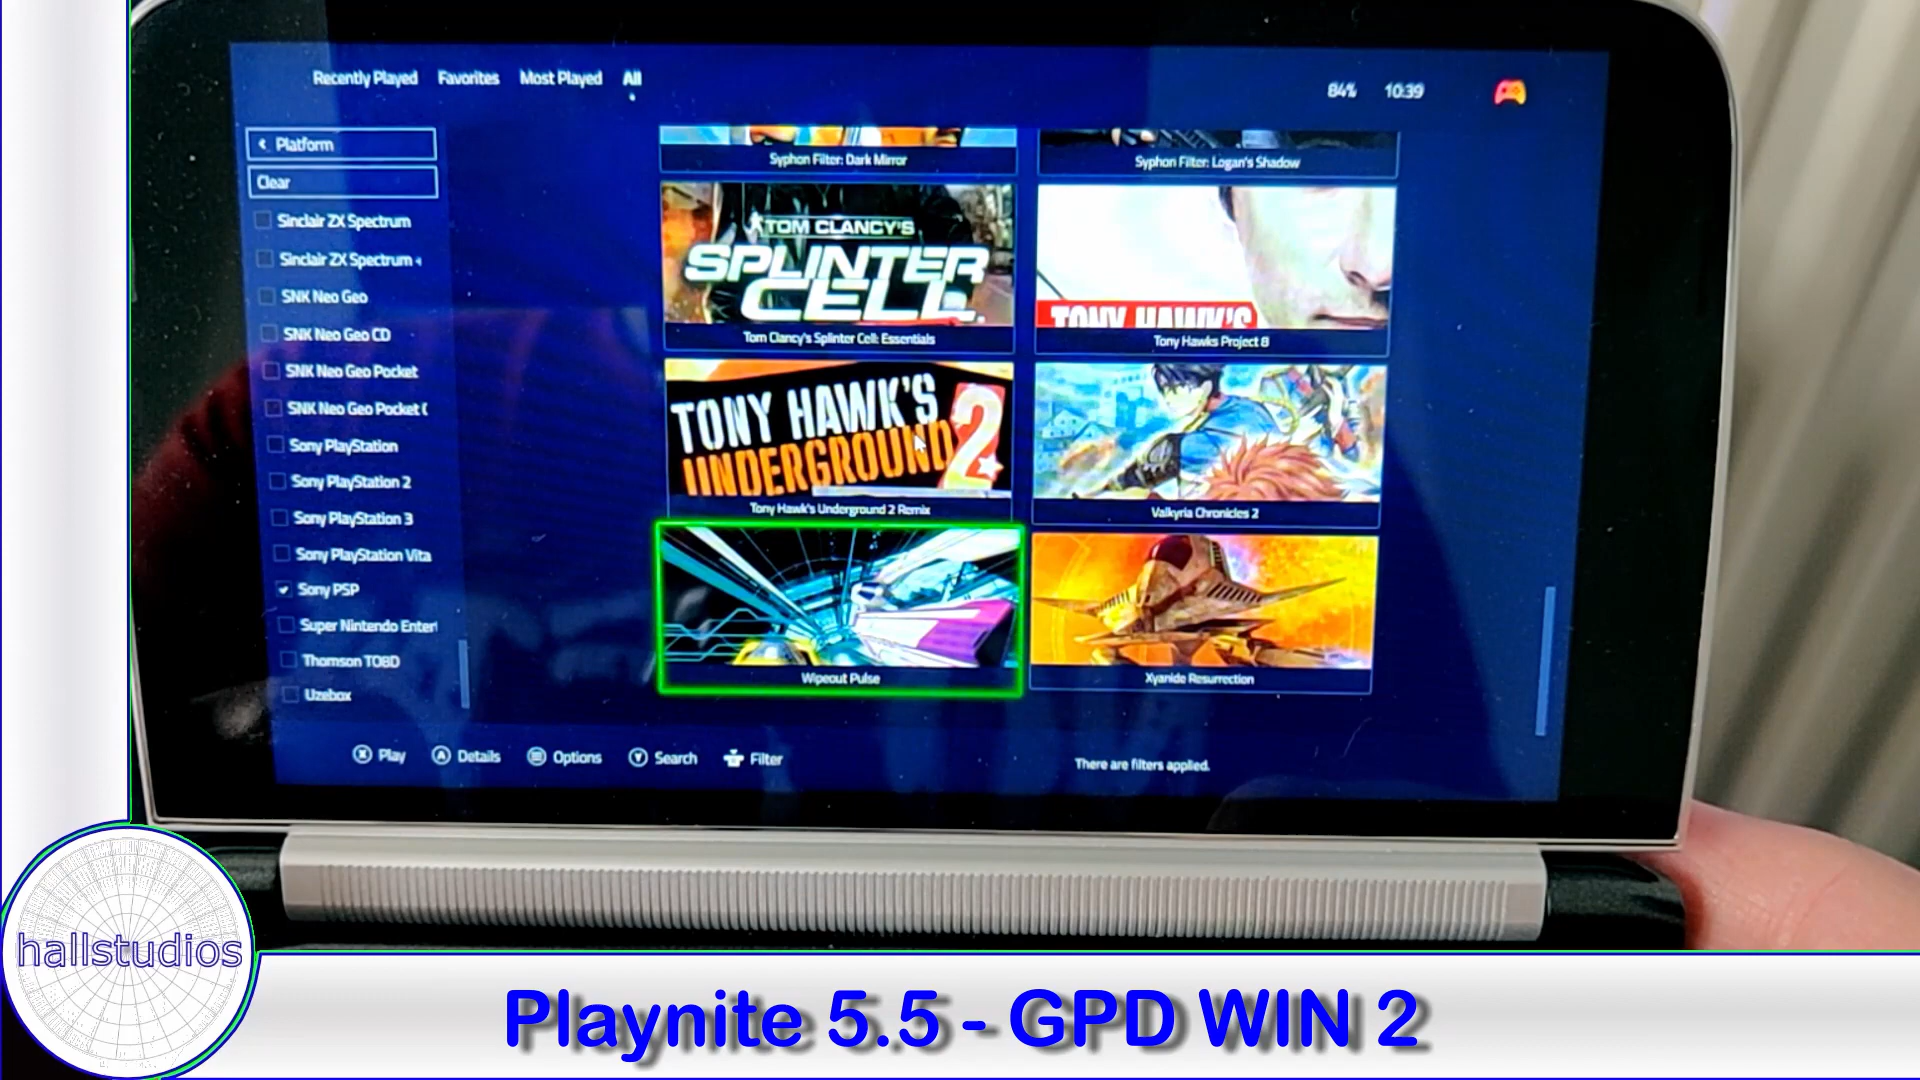 Recently Played Favorites Most Played All
84% 10:39
Platform
Clear
Sinclair ZX Spectrum
Sinclair ZX Spectrum +
SNK Neo Geo
SNK Neo Geo CD
SNK Neo Geo Pocket
SNK Neo Geo Pocket C
Sony PlayStation
Sony PlayStation 2
Sony PlayStation 3
Sony PlayStation Vita
Sony PSP
Super Nintendo Enter
Thomson TO8D
Uzebox
Syphon Filter: Dark Mirror
Syphon Filter: Logan's Shadow
TOM CLANCY'S
SPLINTER
CELL
Tom Clancy's Splinter Cell: Essentials
TONY HAWK'S
Tony Hawks Project 8
TONY HAWK'S
UNDERGROUND 2
Tony Hawk's Underground 2 Remix
Valkyria Chronicles 2
Wipeout Pulse
Xyanide Resurrection
X Play A Details Options Y Search Filter
There are filters applied.
hallstudios
Playnite 5.5 - GPD WIN 2